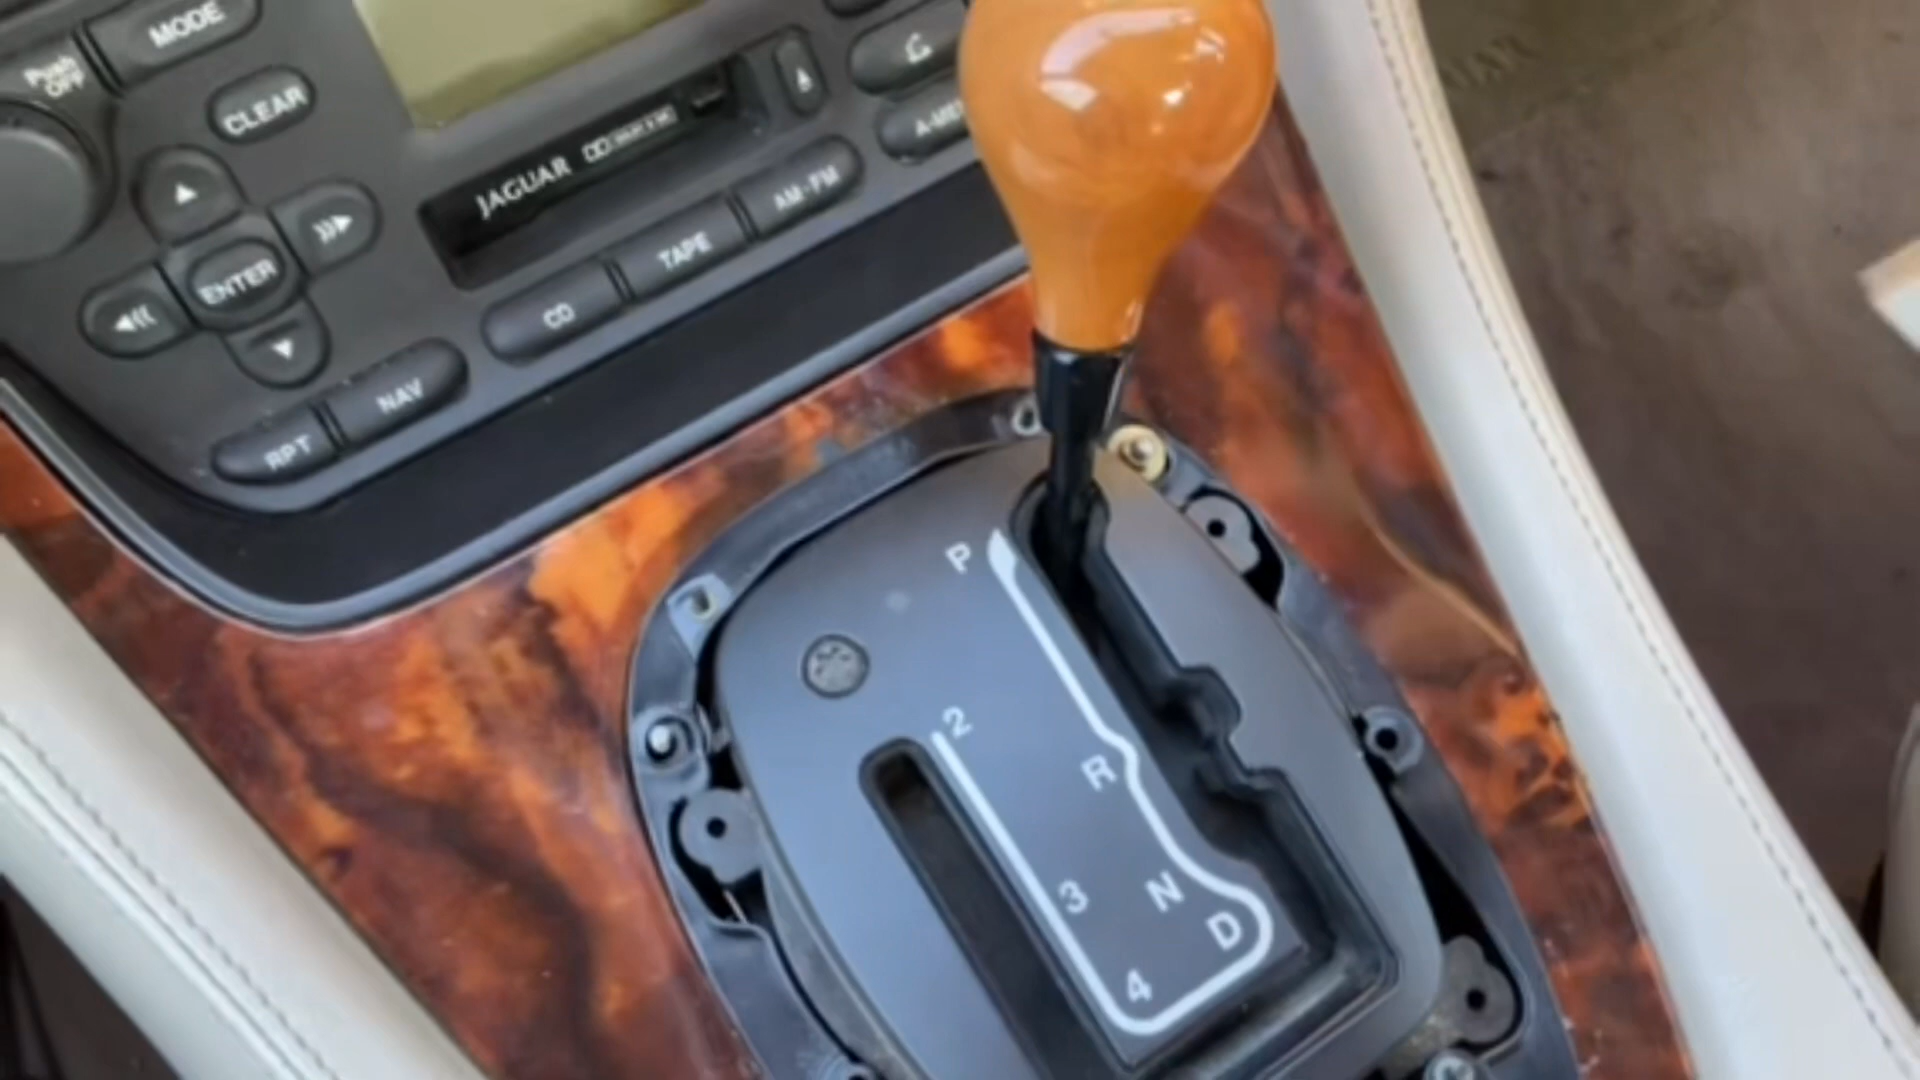 MODE
Push
OFF
CLEAR
JAGUAR
ENTER
AM-FM
TAPE
CD
NAV
RPT
P
2
R
3
N
D
4